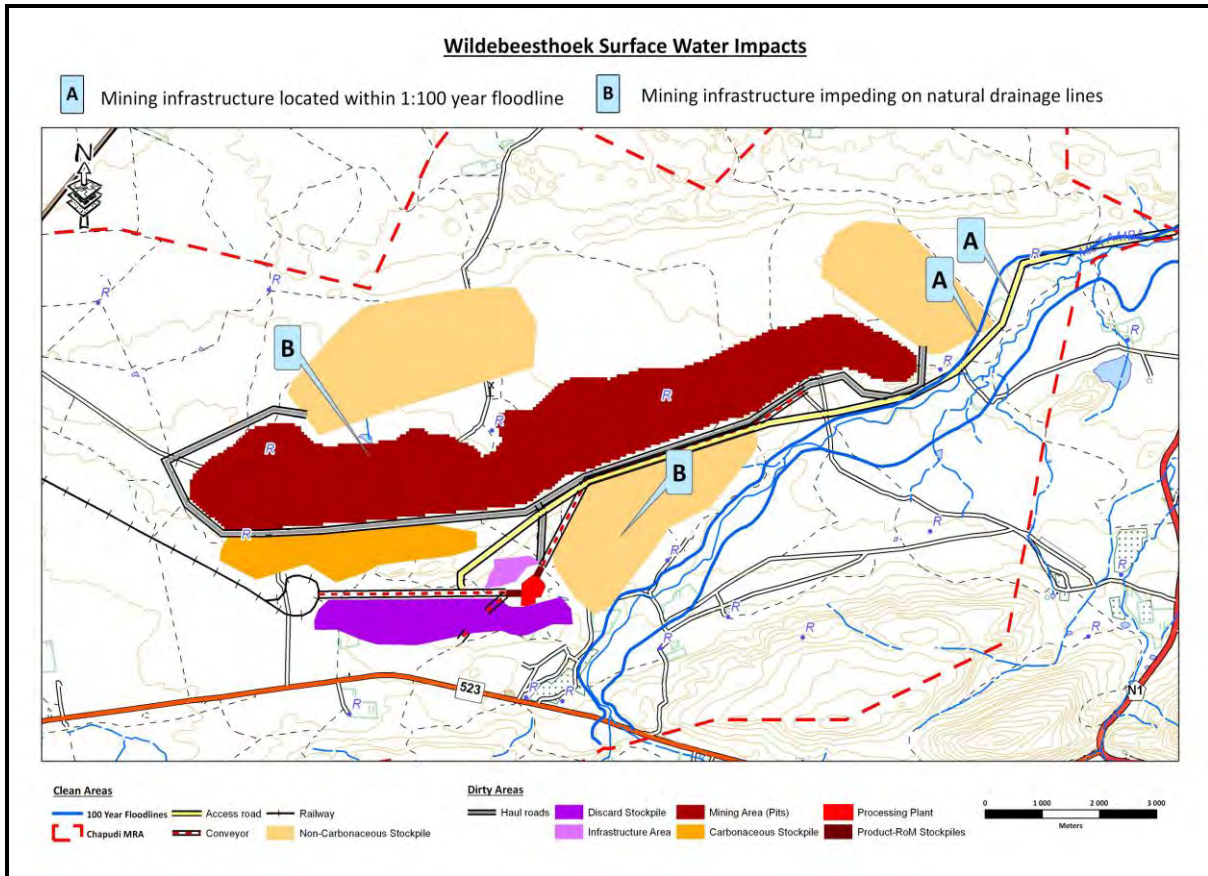 Wildebeesthoek Surface Water Impacts
A Mining infrastructure located within 1:100 year floodline B Mining infrastructure impeding on natural drainage lines
N
A
R
R
A
R
R
B
R
R
R
R
R
B
R
R
R
R
R
R
R
R
523
R
R
R
N1
Clean Areas
100 Year Floodlines Access road Railway
Chapudi MRA Conveyor Non-Carbonaceous Stockpile
Dirty Areas
Haul roads Discard Stockpile Mining Area (Pits) Processing Plant
Infrastructure Area Carbonaceous Stockpile Product-RoM Stockpiles
0 1 000 2 000 3 000
Meters